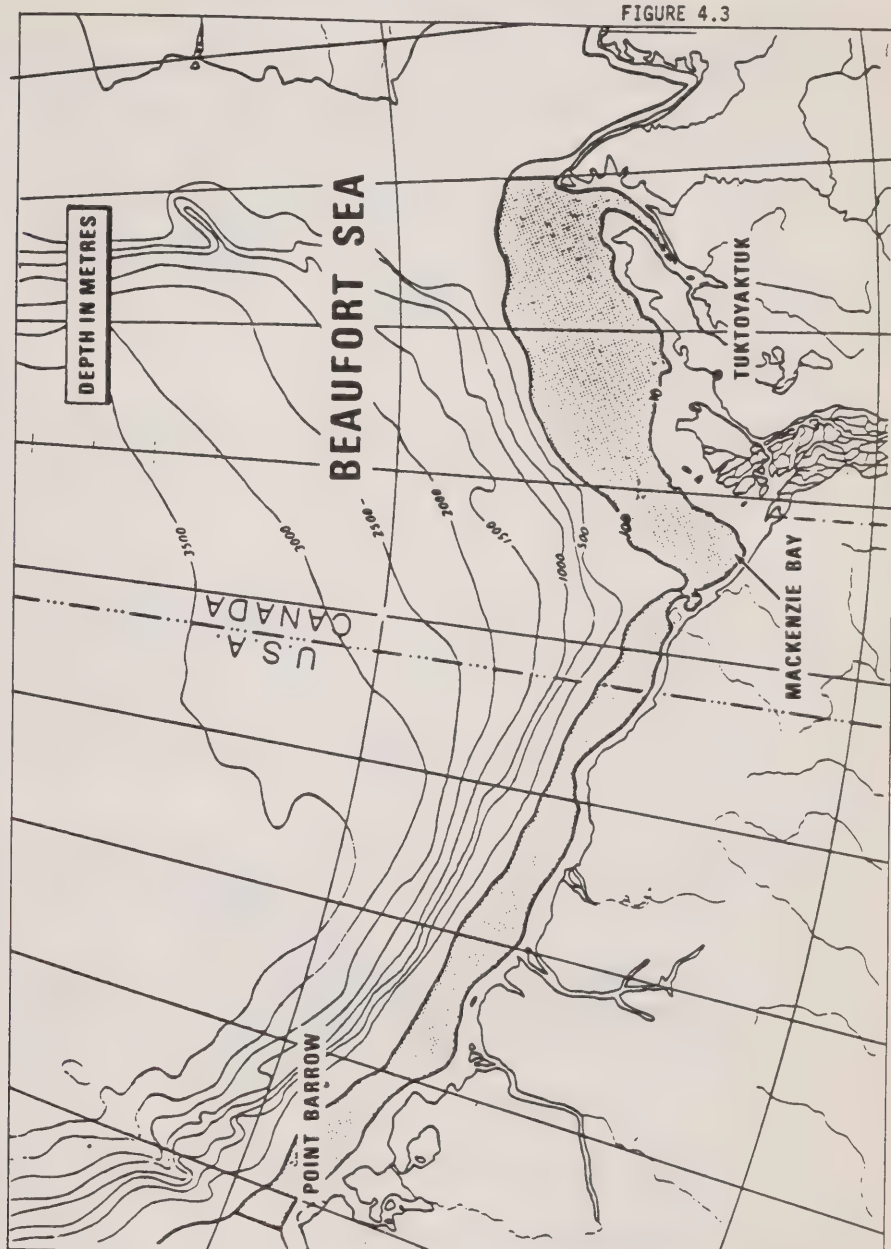 FIGURE 4.3
DEPTH IN METRES
BEAUFORT SEA
3500
3000
2500
2000
1500
1000
500
100
10
U.S.A
CANADA
POINT BARROW
MACKENZIE BAY
TUKTOYAKTUK